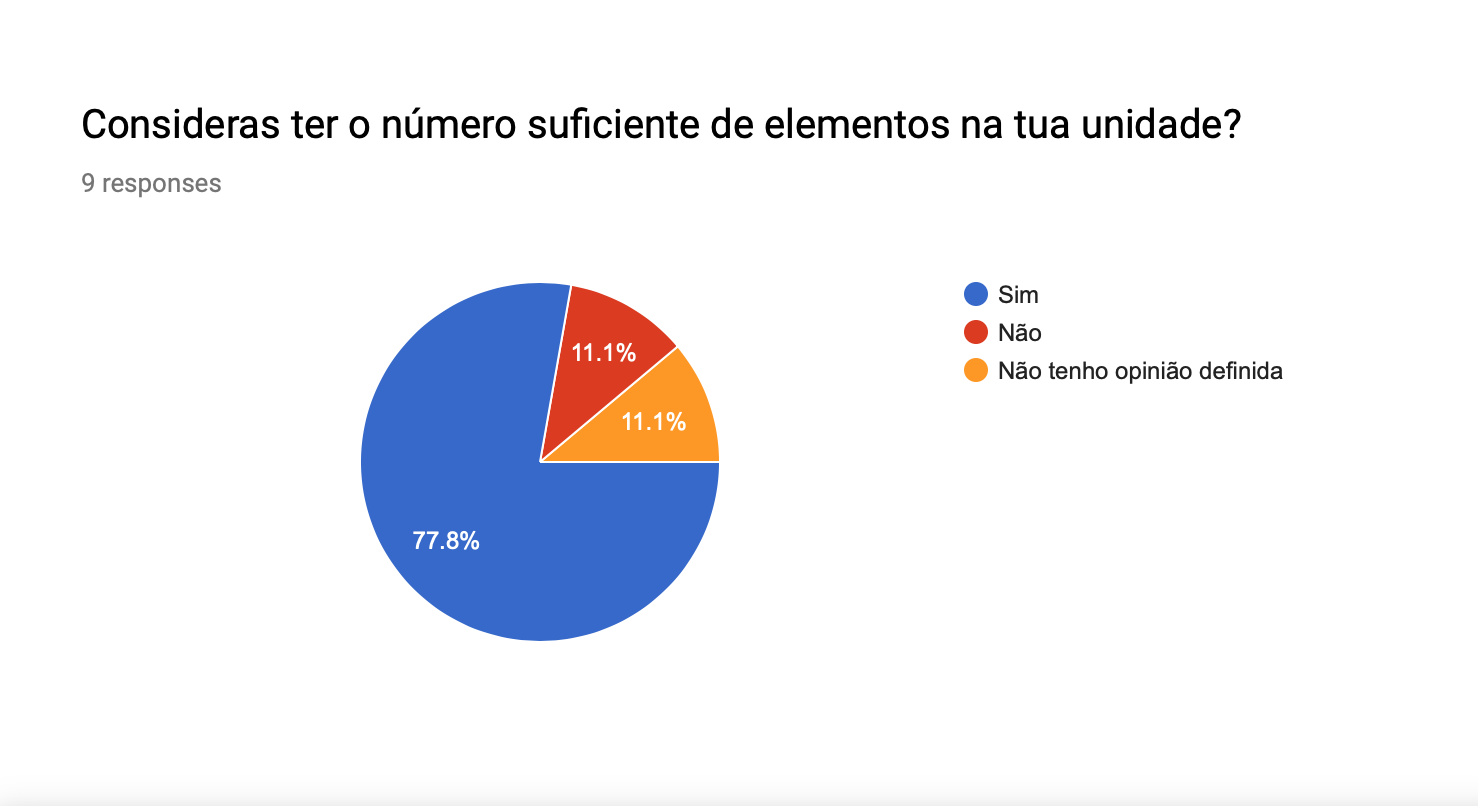 Consideras ter o número suficiente de elementos na tua unidade?
9 responses
Sim
Não
Não tenho opinião definida
11.1%
11.1%
77.8%